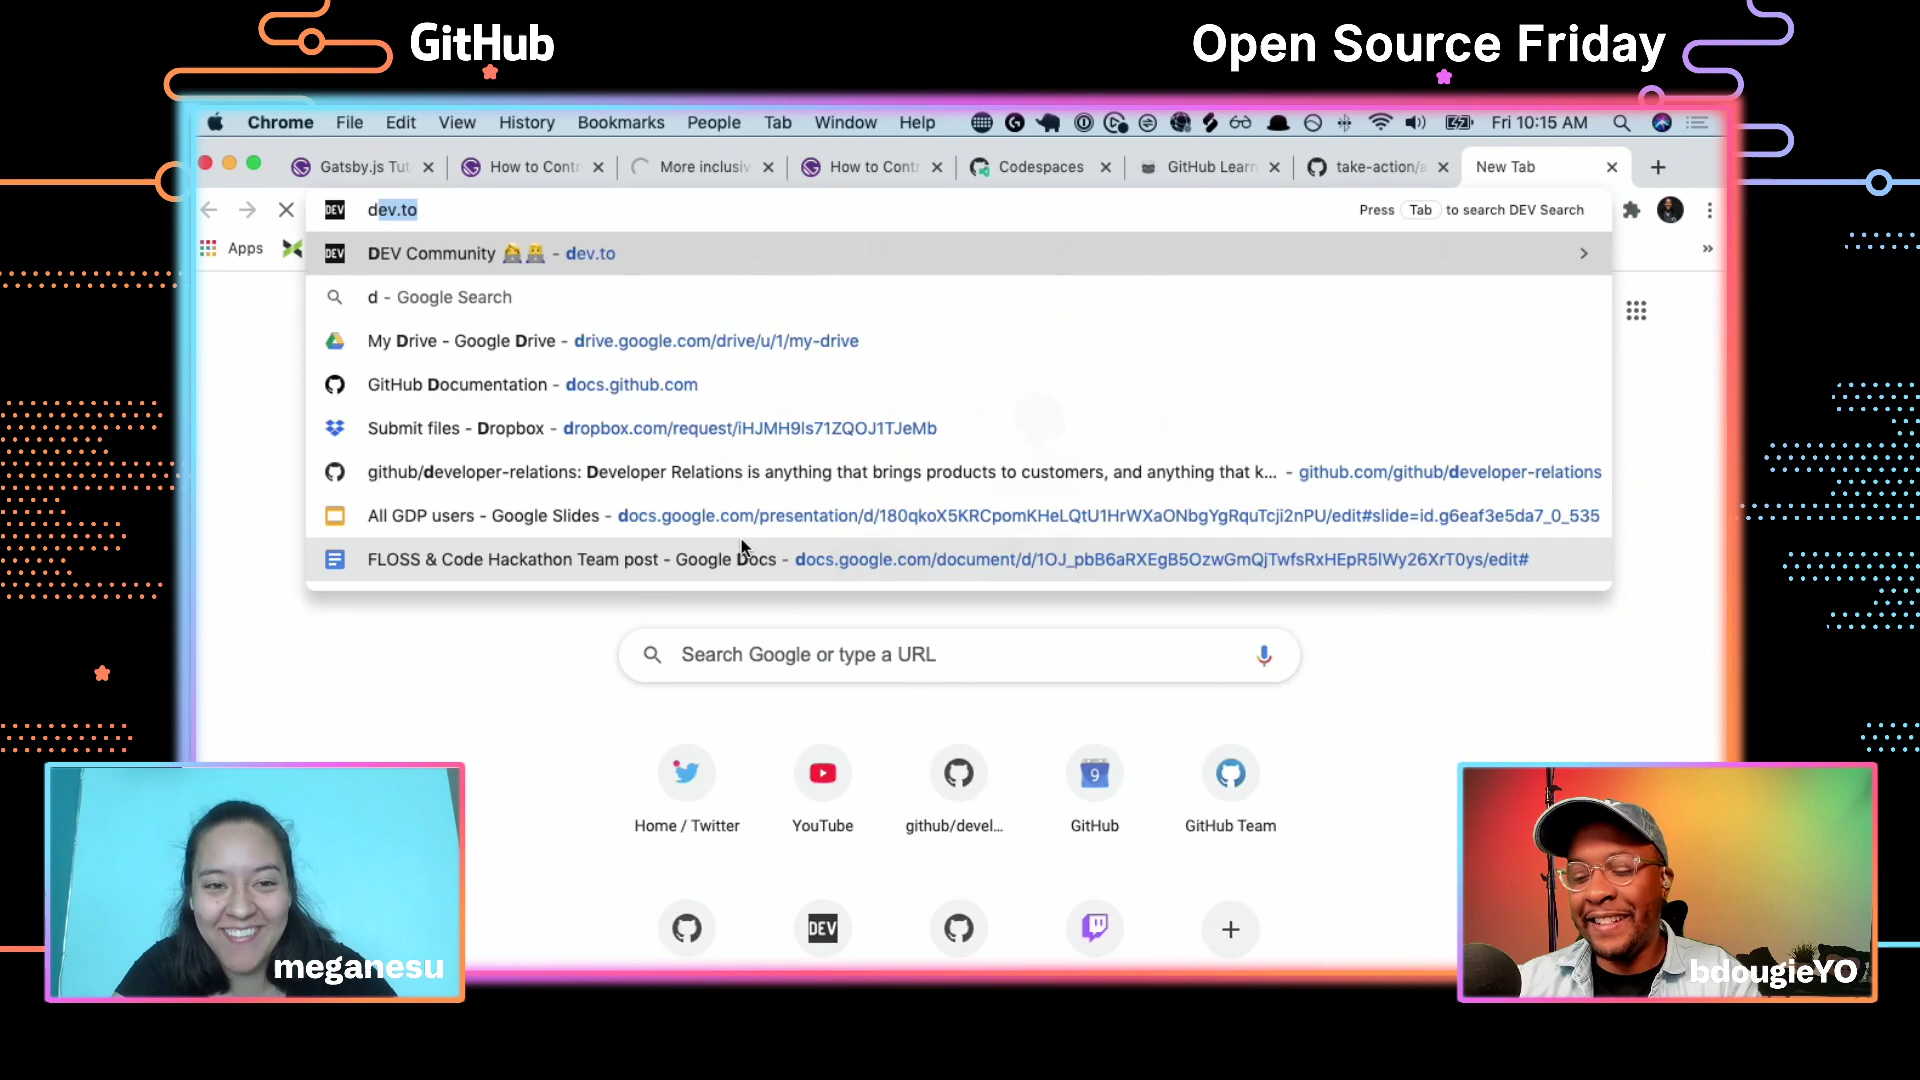 GitHub
Open Source Friday
Chrome File Edit View History Bookmarks People Tab Window Help Fri 10:15 AM
Gatsby.js Tut
How to Contr
More inclusiv
How to Contr
Codespaces
GitHub Learn
take-action/a
New Tab
DEV dev.to Press Tab to search DEV Search
Apps
DEV DEV Community - dev.to
d - Google Search
My Drive - Google Drive - drive.google.com/drive/u/1/my-drive
GitHub Documentation - docs.github.com
Submit files - Dropbox - dropbox.com/request/iHJMH9Is71ZQOJ1TJeMb
github/developer-relations: Developer Relations is anything that brings products to customers, and anything that k... - github.com/github/developer-relations
All GDP users - Google Slides - docs.google.com/presentation/d/180qkoX5KRCpomKHeLQtU1HrWXaONbgYgRquTcji2nPU/edit#slide=id.g6eaf3e5da7_0_535
FLOSS & Code Hackathon Team post - Google Docs - docs.google.com/document/d/1OJ_pbB6aRXEgB5OzwGmQjTwfsRxHEpR5lWy26XrT0ys/edit#
Search Google or type a URL
9
Home / Twitter
YouTube
github/devel...
GitHub
GitHub Team
DEV
meganesu
bdougieYO